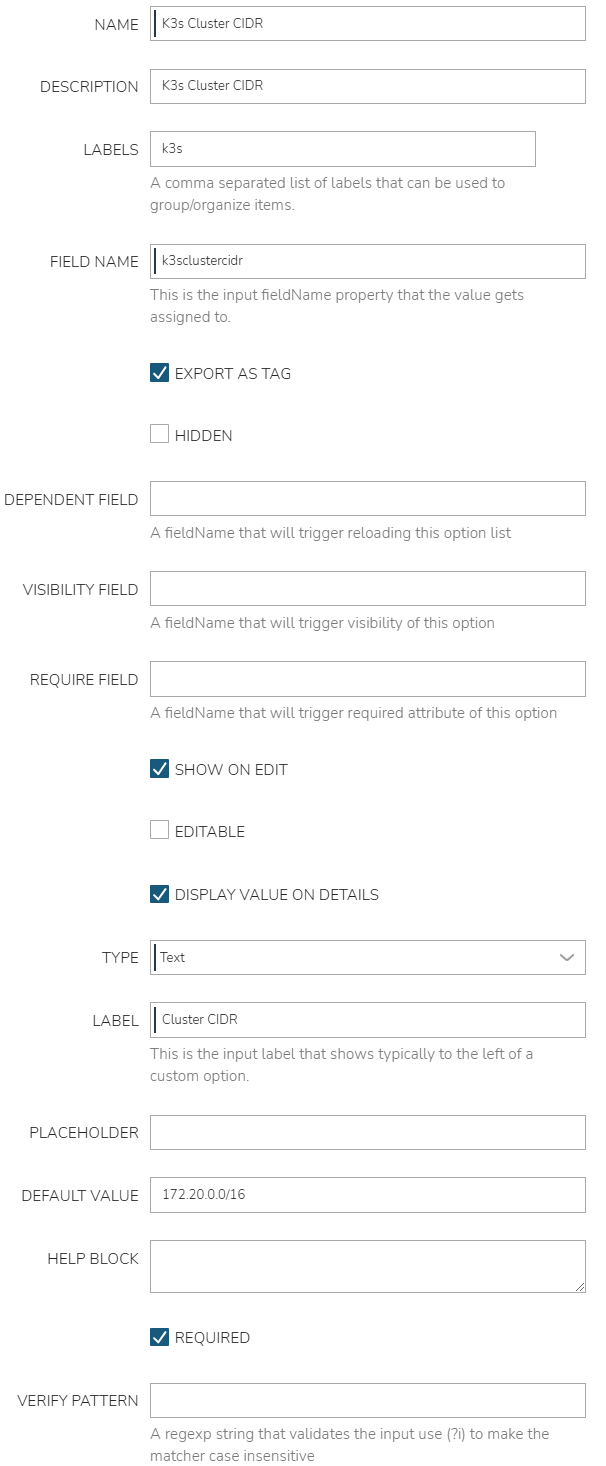 NAME K3s Cluster CIDR
DESCRIPTION K3s Cluster CIDR
LABELS k3s
A comma separated list of labels that can be used to
group/organize items.
FIELD NAME k3sclustercidr
This is the input fieldName property that the value gets
assigned to.
EXPORT AS TAG
HIDDEN
DEPENDENT FIELD
A fieldName that will trigger reloading this option list
VISIBILITY FIELD
A fieldName that will trigger visibility of this option
REQUIRE FIELD
A fieldName that will trigger required attribute of this option
SHOW ON EDIT
EDITABLE
DISPLAY VALUE ON DETAILS
TYPE Text
LABEL Cluster CIDR
This is the input label that shows typically to the left of a
custom option.
PLACEHOLDER
DEFAULT VALUE 172.20.0.0/16
HELP BLOCK
REQUIRED
VERIFY PATTERN
A regexp string that validates the input use (?i) to make the
matcher case insensitive